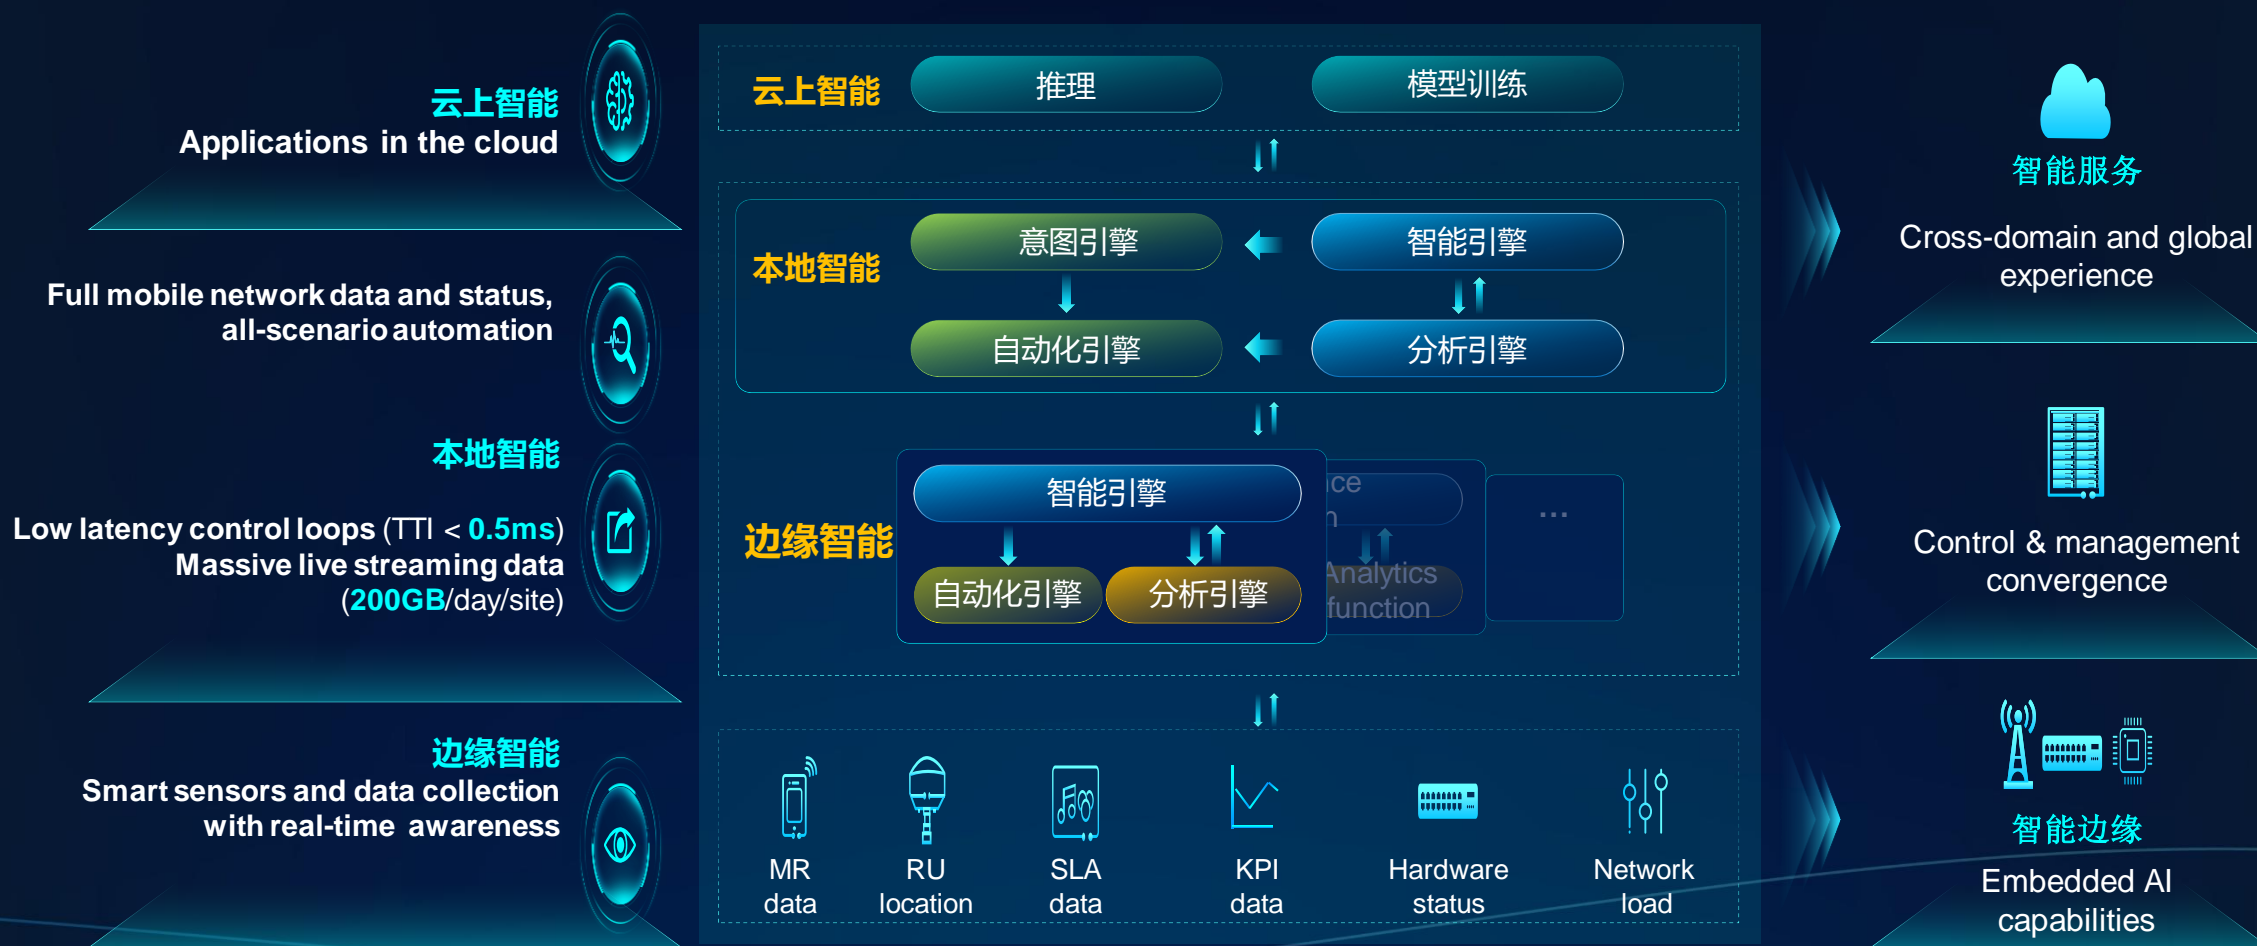 云上智能
Applications in the cloud
Full mobile network data and status,
all-scenario automation
本地智能
Low latency control loops (TTI < 0.5ms)
Massive live streaming data
(200GB/day/site)
边缘智能
Smart sensors and data collection
with real-time awareness
云上智能
推理
模型训练
本地智能
意图引擎
智能引擎
自动化引擎
分析引擎
边缘智能
智能引擎
自动化引擎
分析引擎
Analytics
function
...
MR
data
RU
location
SLA
data
KPI
data
Hardware
status
Network
load
智能服务
Cross-domain and global
experience
Control & management
convergence
智能边缘
Embedded AI
capabilities